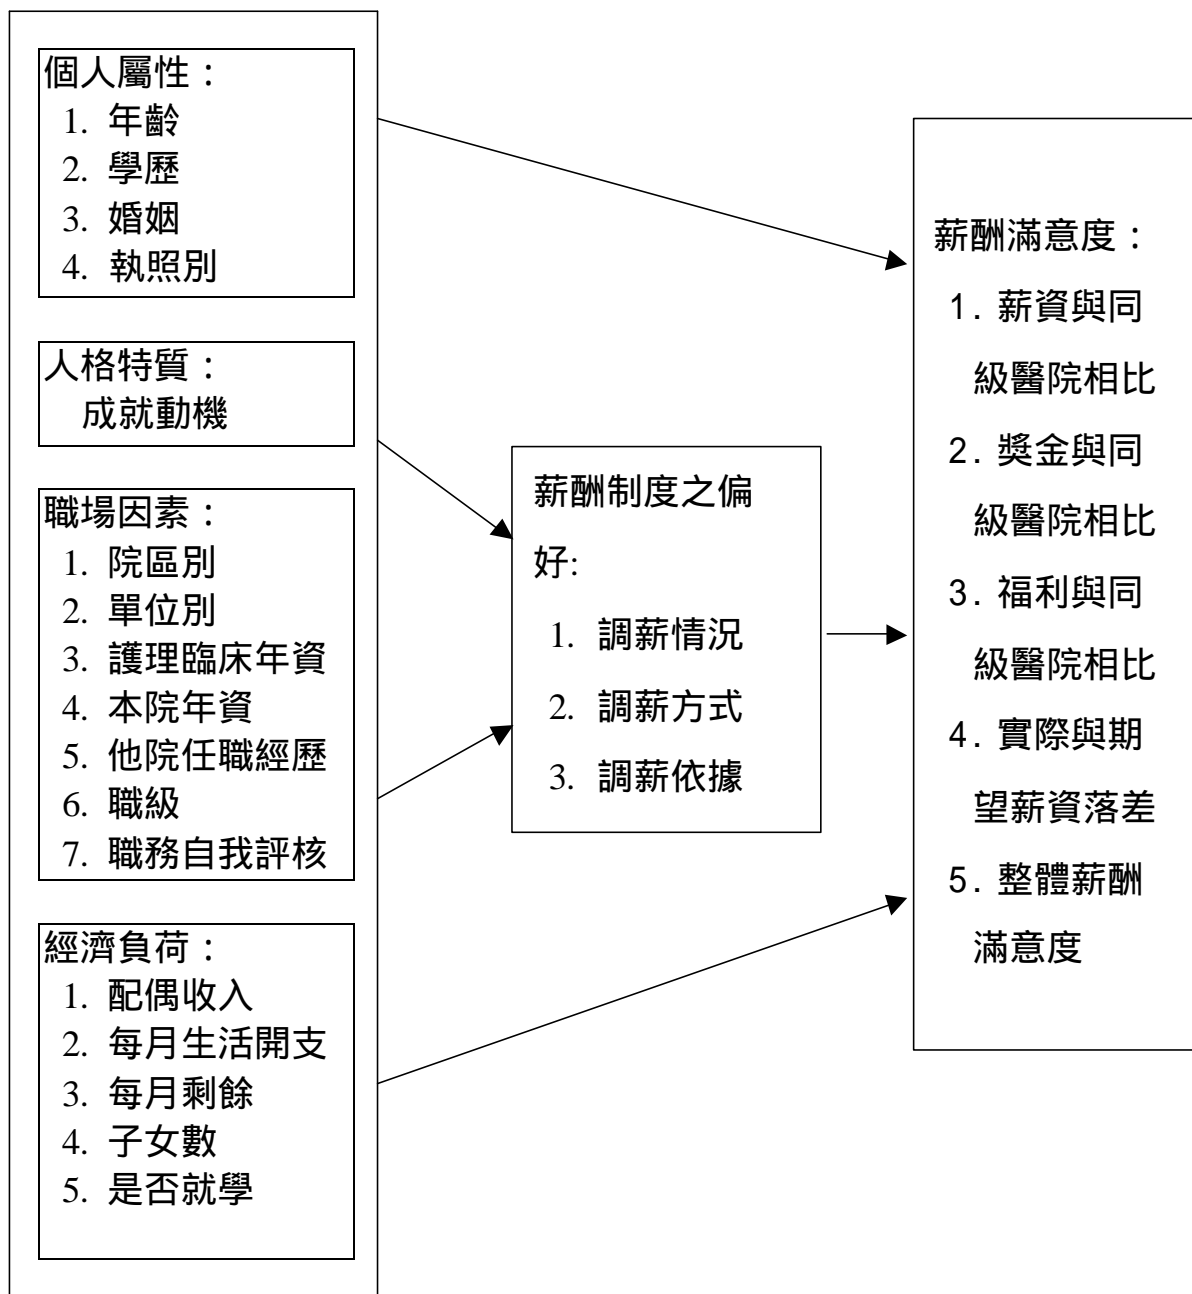 個人屬性：
1. 年齡
2. 學歷
3. 婚姻
4. 執照別
人格特質：
成就動機
職場因素：
1. 院區別
2. 單位別
3. 護理臨床年資
4. 本院年資
5. 他院任職經歷
6. 職級
7. 職務自我評核
經濟負荷：
1. 配偶收入
2. 每月生活開支
3. 每月剩餘
4. 子女數
5. 是否就學
薪酬制度之偏
好:
1. 調薪情況
2. 調薪方式
3. 調薪依據
薪酬滿意度：
1. 薪資與同
級醫院相比
2. 獎金與同
級醫院相比
3. 福利與同
級醫院相比
4. 實際與期
望薪資落差
5. 整體薪酬
滿意度